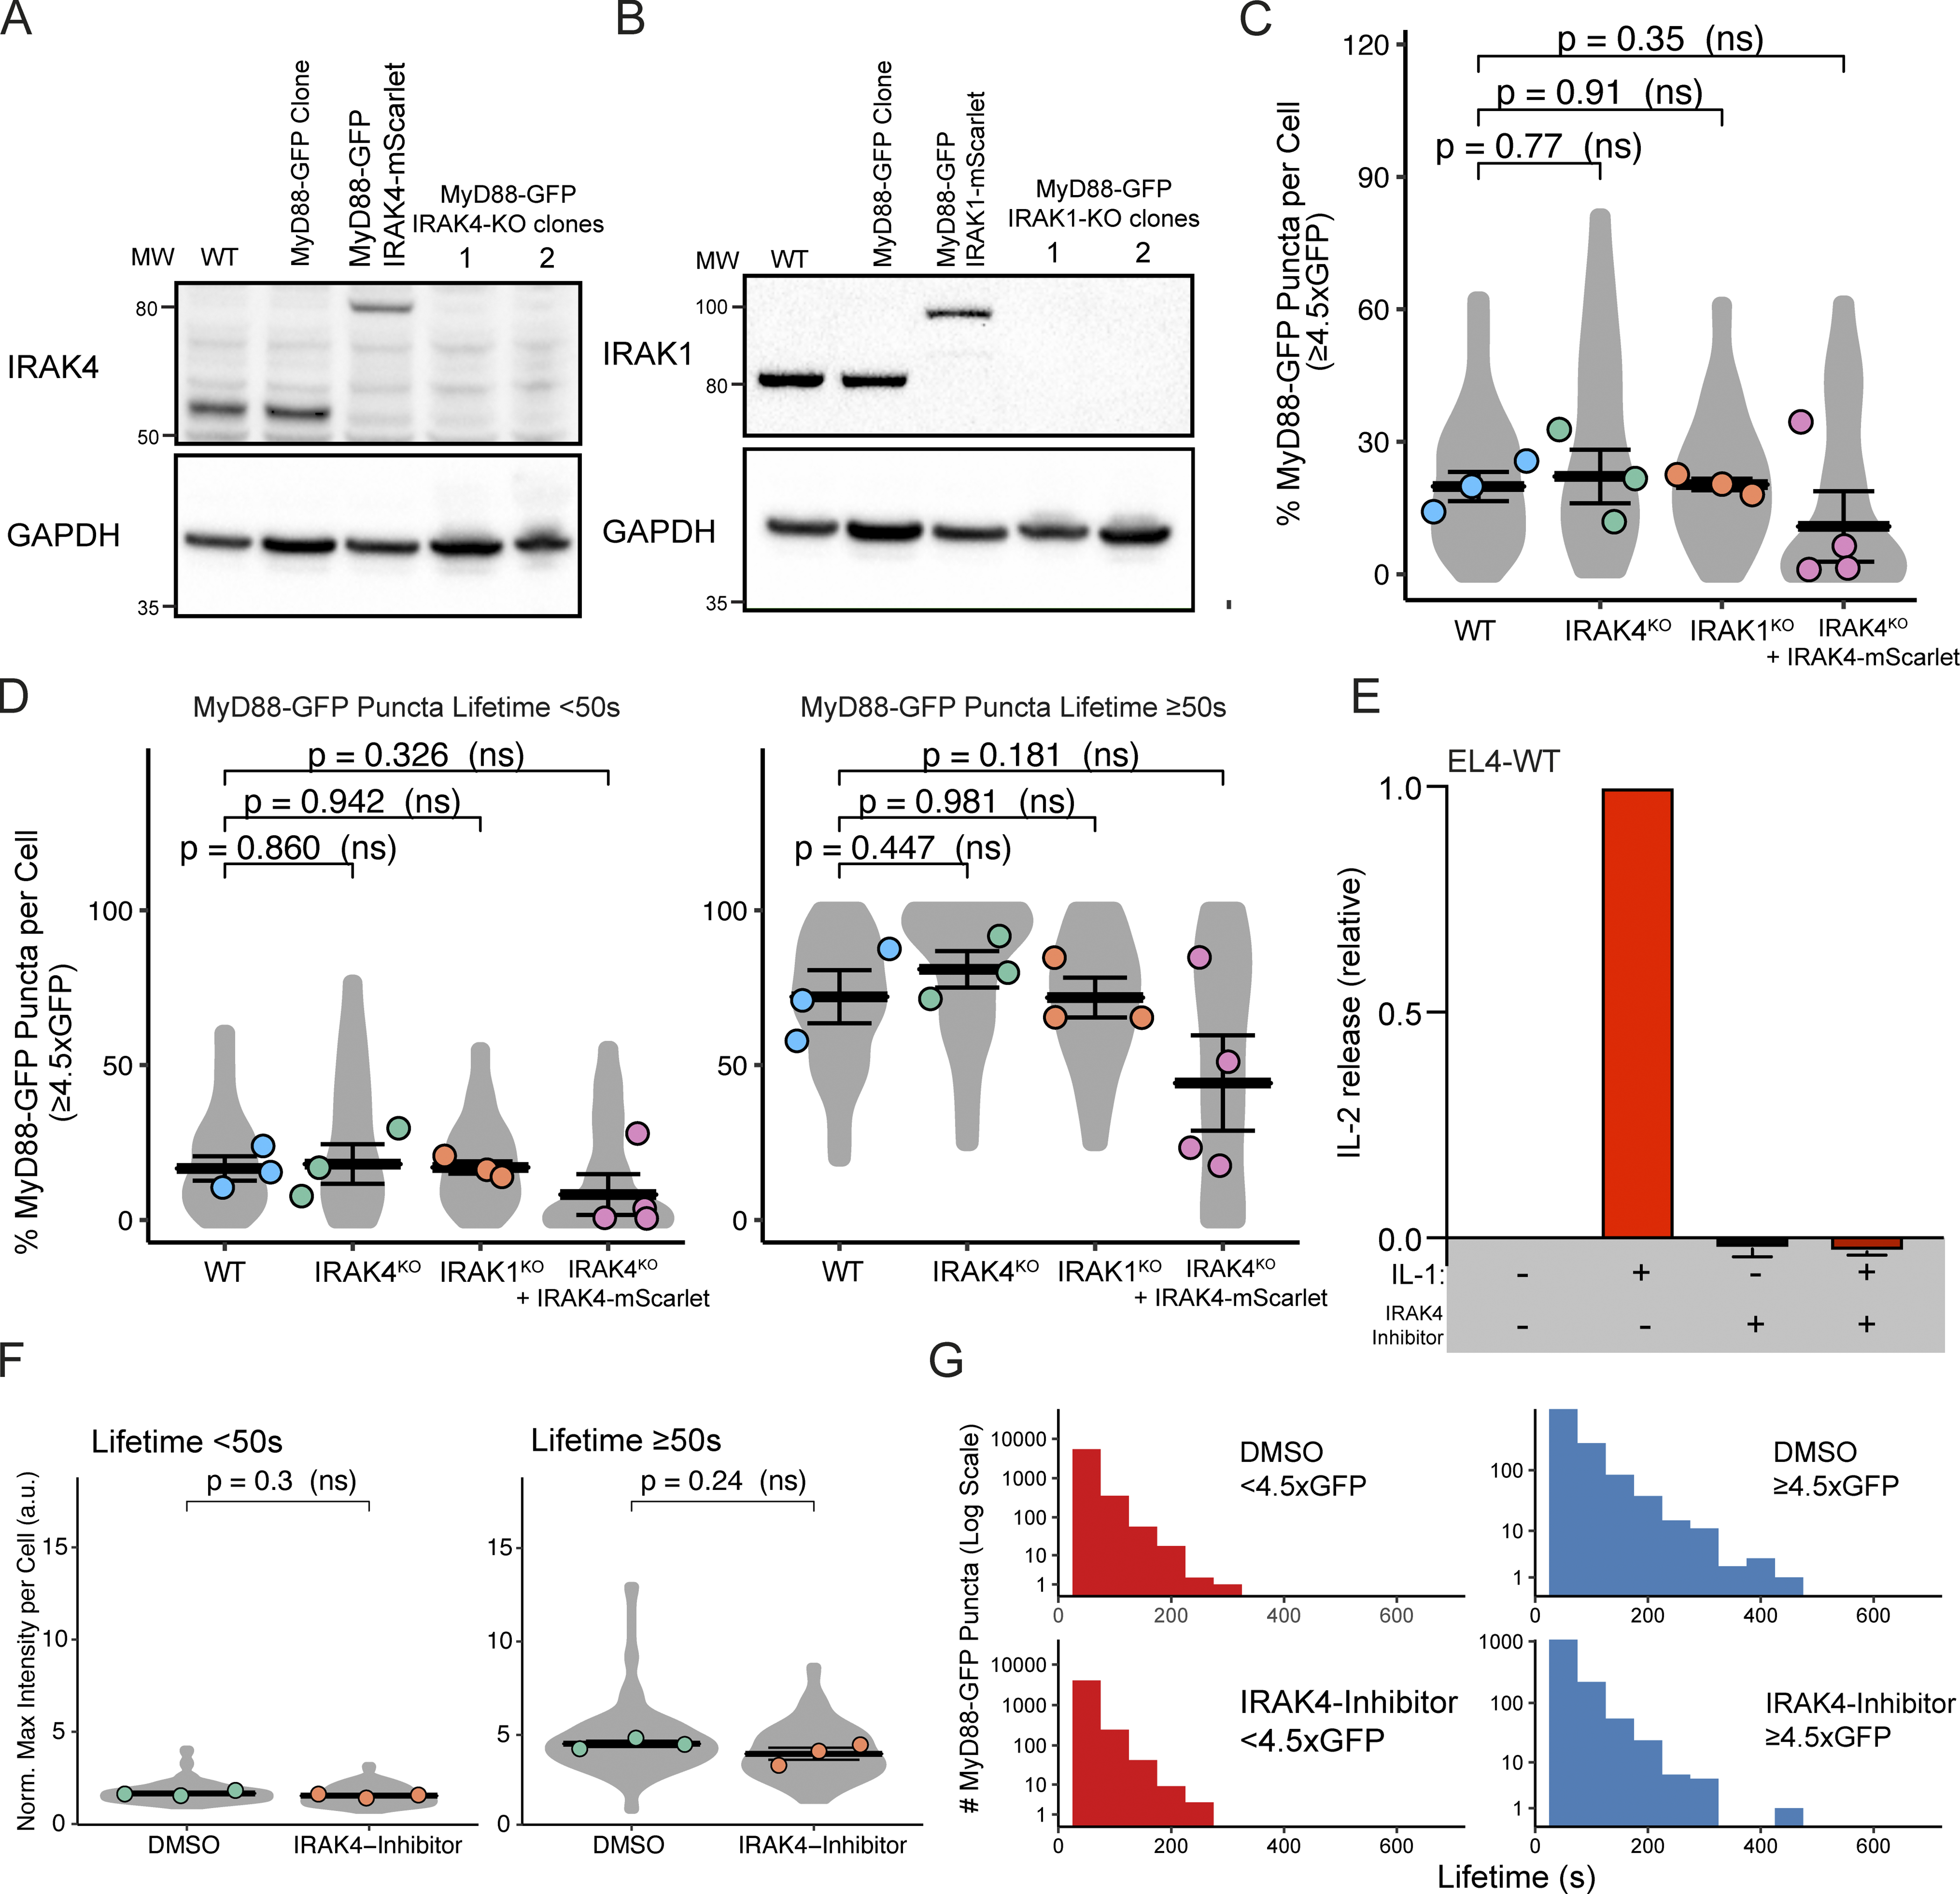 A
MW
WT
MyD88-GFP Clone
MyD88-GFP
IRAK4-mScarlet
MyD88-GFP
IRAK4-KO clones
1
2
80
50
IRAK4
GAPDH
35
B
MW
WT
MyD88-GFP Clone
MyD88-GFP
IRAK1-mScarlet
MyD88-GFP
IRAK1-KO clones
1
2
100
80
IRAK1
GAPDH
35
C
% MyD88-GFP Puncta per Cell
(≥4.5xGFP)
120
90
60
30
0
p = 0.35 (ns)
p = 0.91 (ns)
p = 0.77 (ns)
WT
IRAK4KO
IRAK1KO
IRAK4KO
+ IRAK4-mScarlet
D
% MyD88-GFP Puncta per Cell
(≥4.5xGFP)
MyD88-GFP Puncta Lifetime <50s
p = 0.326 (ns)
p = 0.942 (ns)
p = 0.860 (ns)
100
50
0
WT
IRAK4KO
IRAK1KO
IRAK4KO
+ IRAK4-mScarlet
MyD88-GFP Puncta Lifetime ≥50s
p = 0.181 (ns)
p = 0.981 (ns)
p = 0.447 (ns)
100
50
0
WT
IRAK4KO
IRAK1KO
IRAK4KO
+ IRAK4-mScarlet
E
EL4-WT
IL-2 release (relative)
1.0
0.5
0.0
IL-1: - + - +
IRAK4
Inhibitor - - + +
F
Norm. Max Intensity per Cell (a.u.)
Lifetime <50s
p = 0.3 (ns)
15
10
5
0
DMSO
IRAK4–Inhibitor
Lifetime ≥50s
p = 0.24 (ns)
15
10
5
0
DMSO
IRAK4–Inhibitor
G
# MyD88-GFP Puncta (Log Scale)
10000
1000
100
10
1
DMSO
<4.5xGFP
0 200 400 600
100
10
1
DMSO
≥4.5xGFP
0 200 400 600
10000
1000
100
10
1
IRAK4-Inhibitor
<4.5xGFP
0 200 400 600
1000
100
10
1
IRAK4-Inhibitor
≥4.5xGFP
0 200 400 600
Lifetime (s)